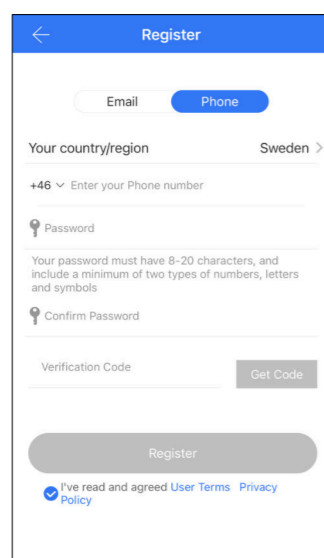 Register
Email Phone
Your country/region Sweden >
+46 Enter your Phone number
Password
Your password must have 8-20 characters, and
include a minimum of two types of numbers, letters
and symbols
Confirm Password
Verification Code Get Code
Register
I've read and agreed User Terms Privacy
Policy